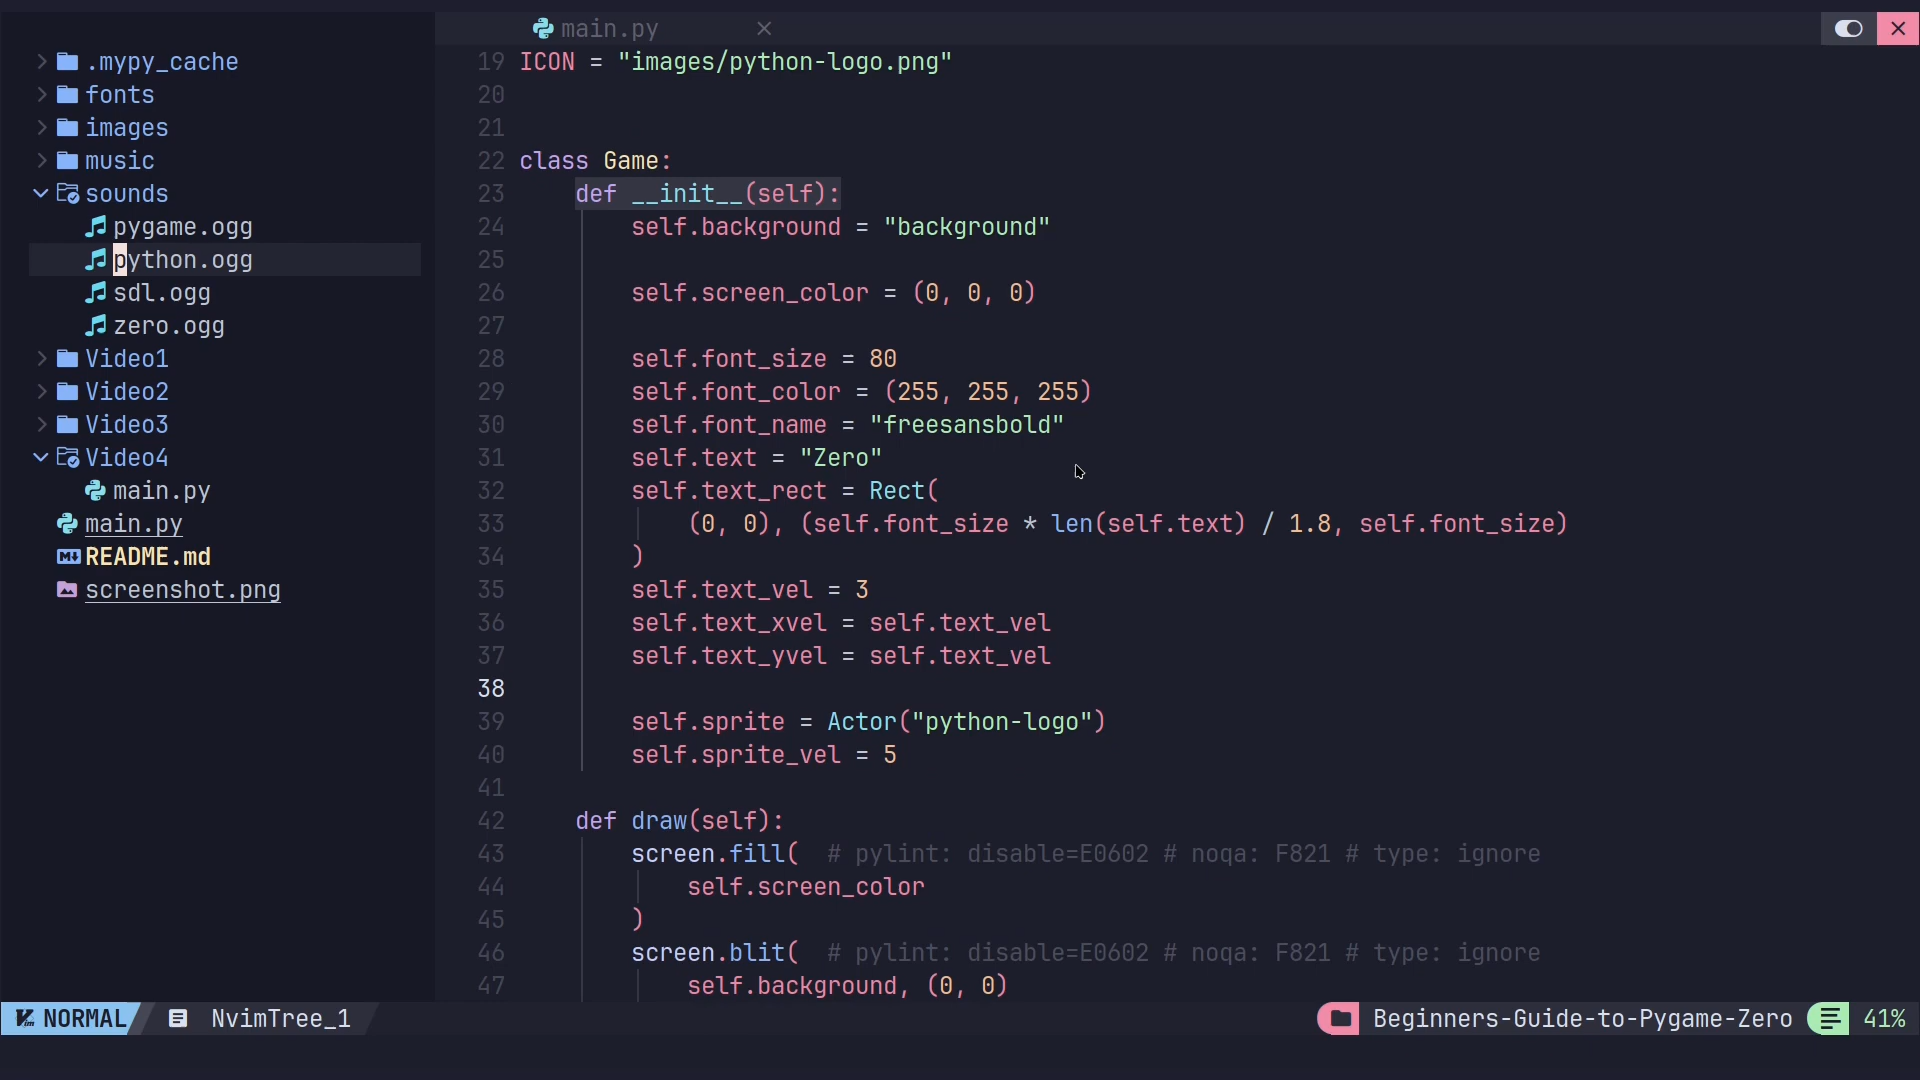 main.py
.mypy_cache
fonts
images
music
sounds
pygame.ogg
python.ogg
sdl.ogg
zero.ogg
Video1
Video2
Video3
Video4
main.py
main.py
README.md
screenshot.png
19 ICON = "images/python-logo.png"
20
21
22 class Game:
23     def __init__(self):
24         self.background = "background"
25
26         self.screen_color = (0, 0, 0)
27
28         self.font_size = 80
29         self.font_color = (255, 255, 255)
30         self.font_name = "freesansbold"
31         self.text = "Zero"
32         self.text_rect = Rect(
33             (0, 0), (self.font_size * len(self.text) / 1.8, self.font_size)
34         )
35         self.text_vel = 3
36         self.text_xvel = self.text_vel
37         self.text_yvel = self.text_vel
38
39         self.sprite = Actor("python-logo")
40         self.sprite_vel = 5
41
42     def draw(self):
43         screen.fill(  # pylint: disable=E0602 # noqa: F821 # type: ignore
44             self.screen_color
45         )
46         screen.blit(  # pylint: disable=E0602 # noqa: F821 # type: ignore
47             self.background, (0, 0)
NORMAL NvimTree_1 Beginners-Guide-to-Pygame-Zero 41%